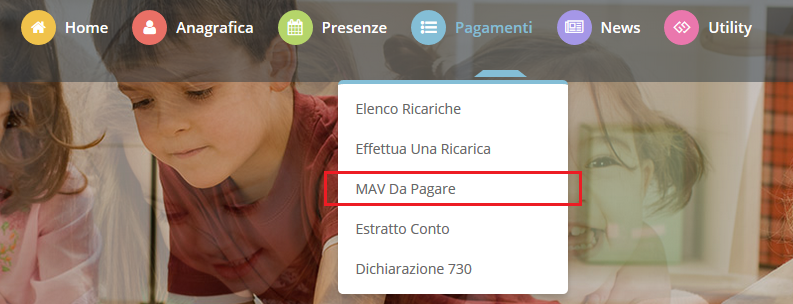 Home Anagrafica Presenze Pagamenti News Utility
Elenco Ricariche
Effettua Una Ricarica
MAV Da Pagare
Estratto Conto
Dichiarazione 730